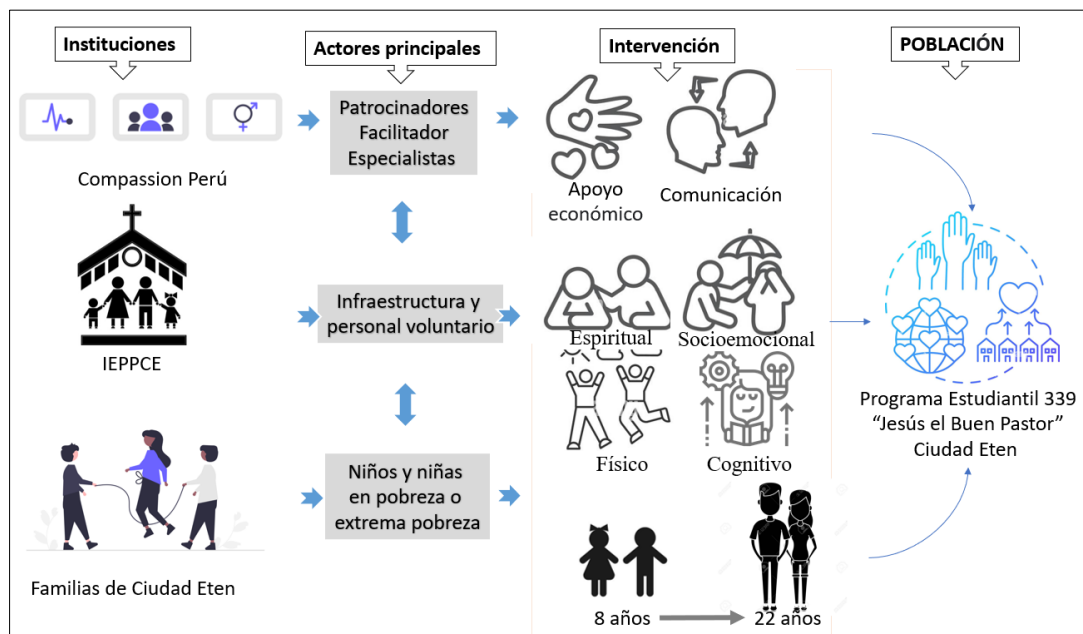 Instituciones
Actores principales
Intervención
POBLACIÓN
Compassion Perú
Patrocinadores
Facilitador
Especialistas
Apoyo
económico
Comunicación
IEPPCE
Infraestructura y
personal voluntario
Espiritual
Socioemocional
Físico
Cognitivo
Familias de Ciudad Eten
Niños y niñas
en pobreza o
extrema pobreza
8 años
22 años
Programa Estudiantil 339
“Jesús el Buen Pastor”
Ciudad Eten